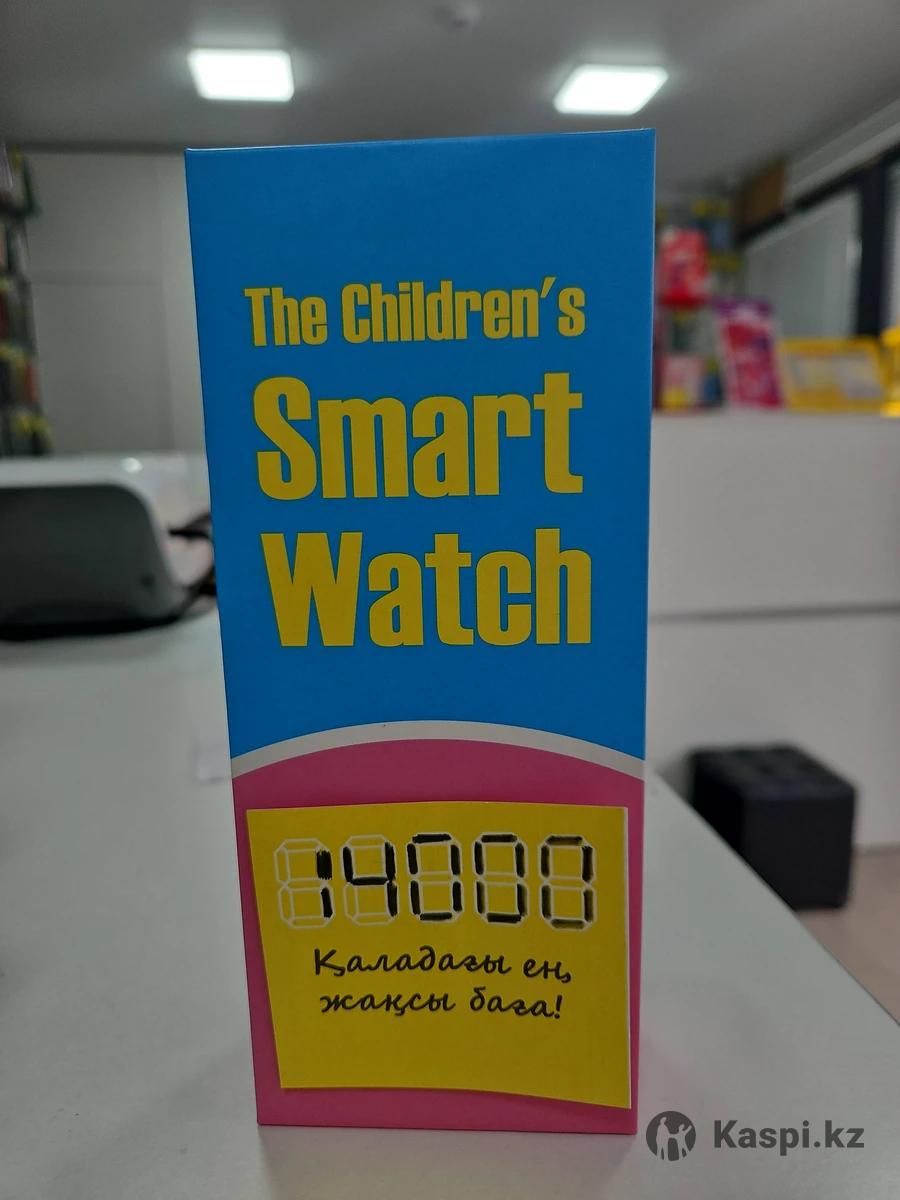 The Children's
Smart
Watch
14000
Қаладағы ең
жақсы баға!
Kaspi.kz